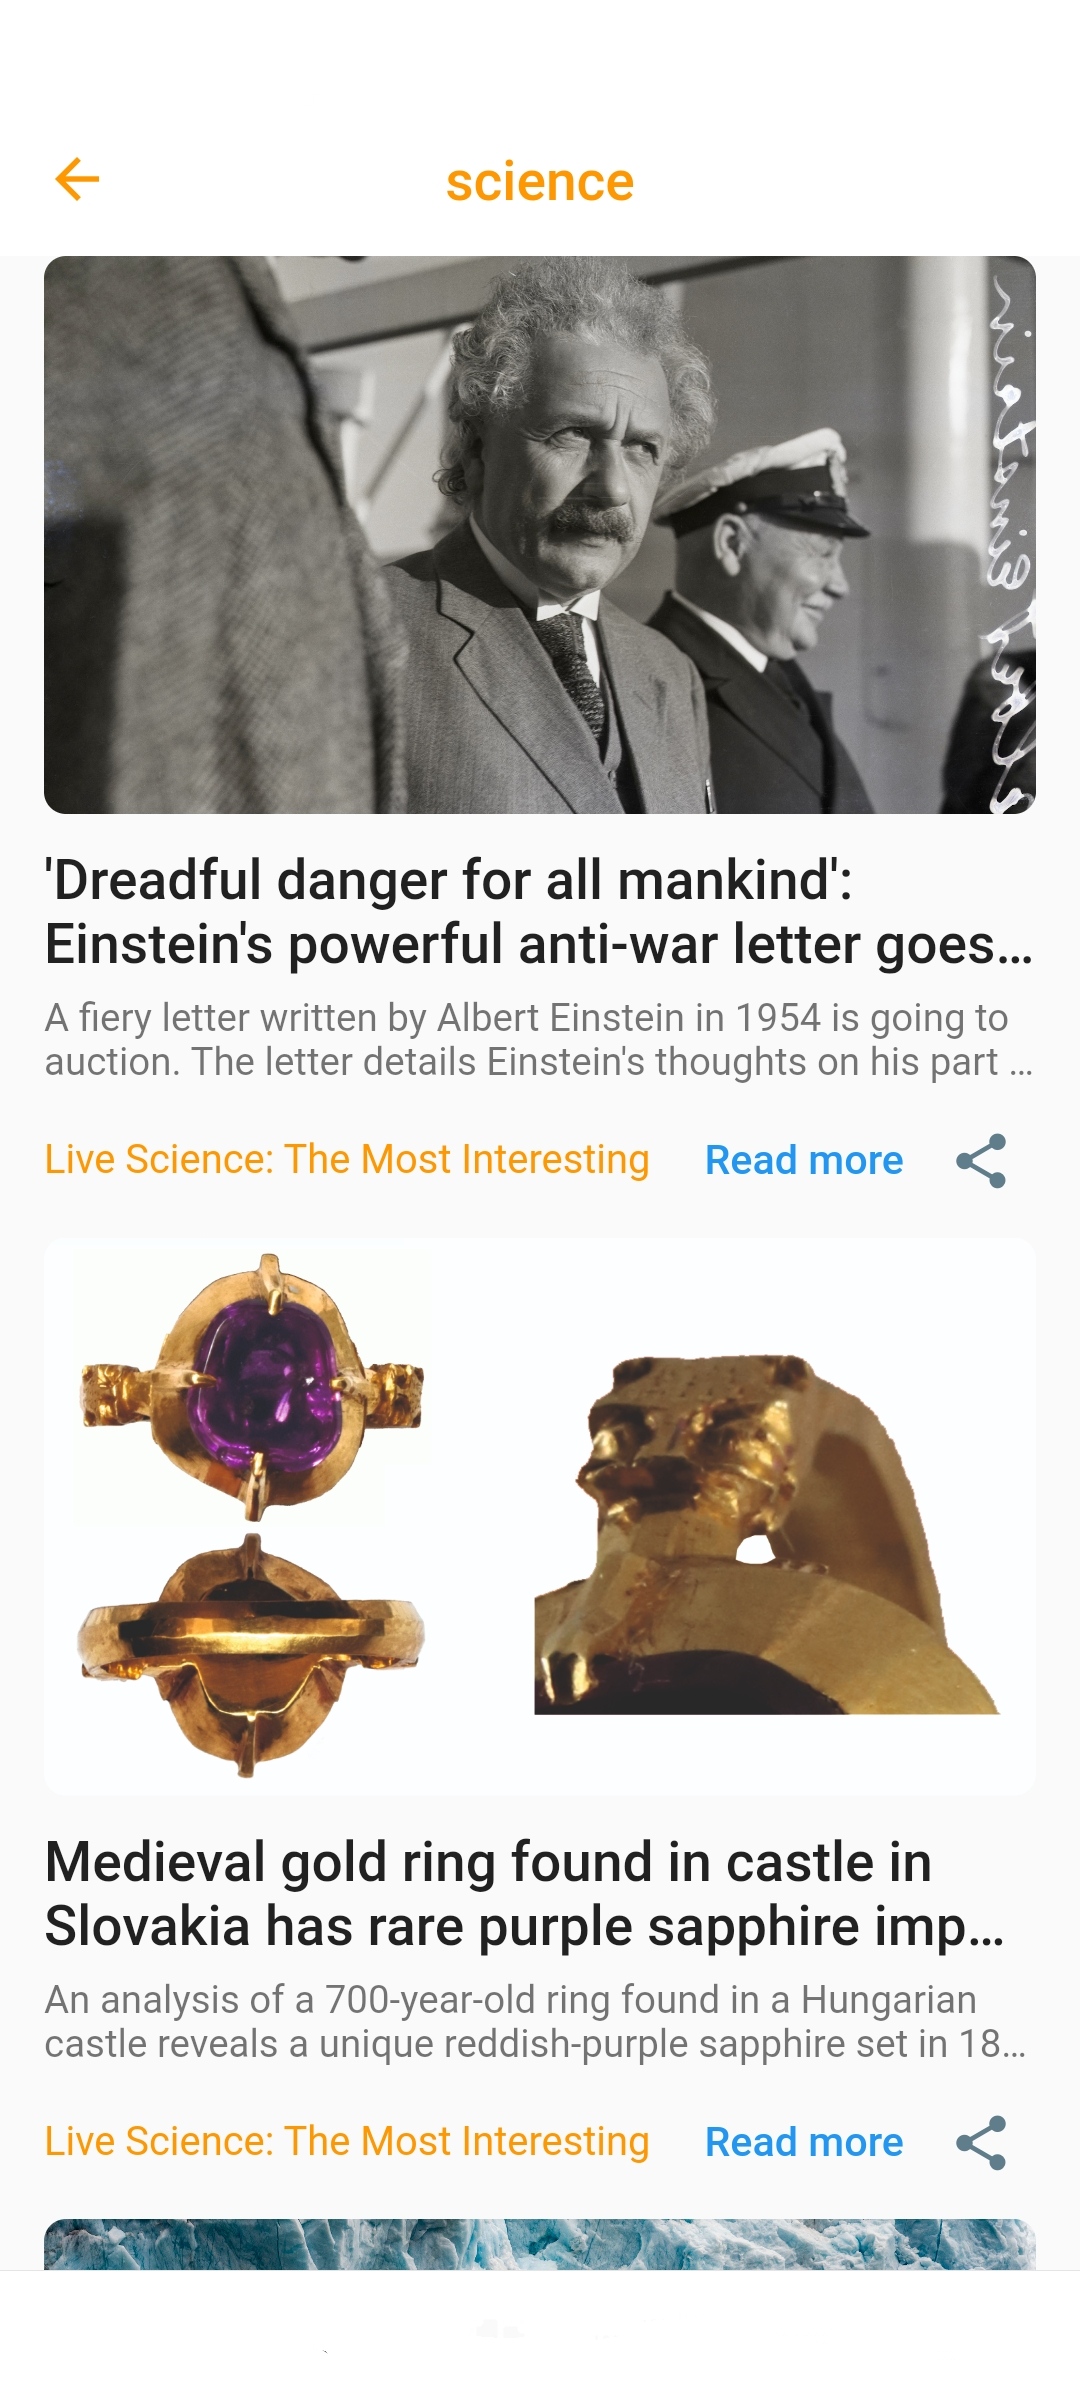 science
'Dreadful danger for all mankind':
Einstein's powerful anti-war letter goes...
A fiery letter written by Albert Einstein in 1954 is going to
auction. The letter details Einstein's thoughts on his part ...
Live Science: The Most Interesting
Read more
Medieval gold ring found in castle in
Slovakia has rare purple sapphire imp...
An analysis of a 700-year-old ring found in a Hungarian
castle reveals a unique reddish-purple sapphire set in 18...
Live Science: The Most Interesting
Read more